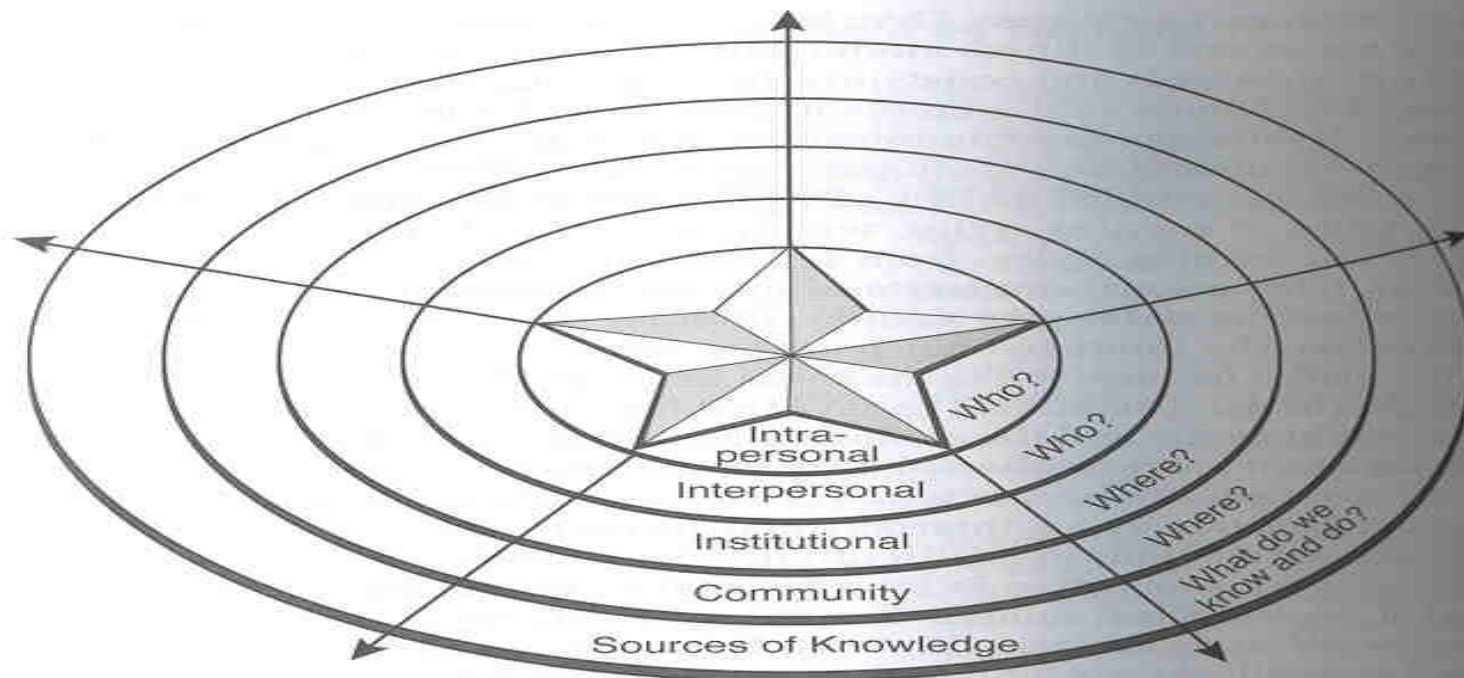 Who?
Intra-
personal
Who?
Interpersonal
Where?
Institutional
Where?
Community
What do we
know and do?
Sources of Knowledge